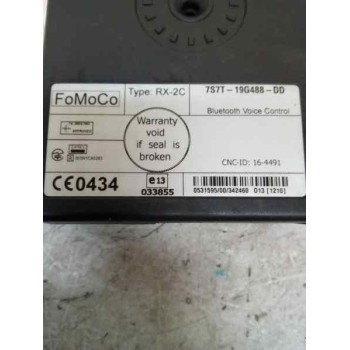 FoMoCo
Type: RX-2C
7S7T-19G488-DD
Bluetooth Voice Control
Warranty
void
if seal is
broken
CNC-ID: 16-4491
CE0434
e13
033855
0531595/00/342460 D13 [1210]